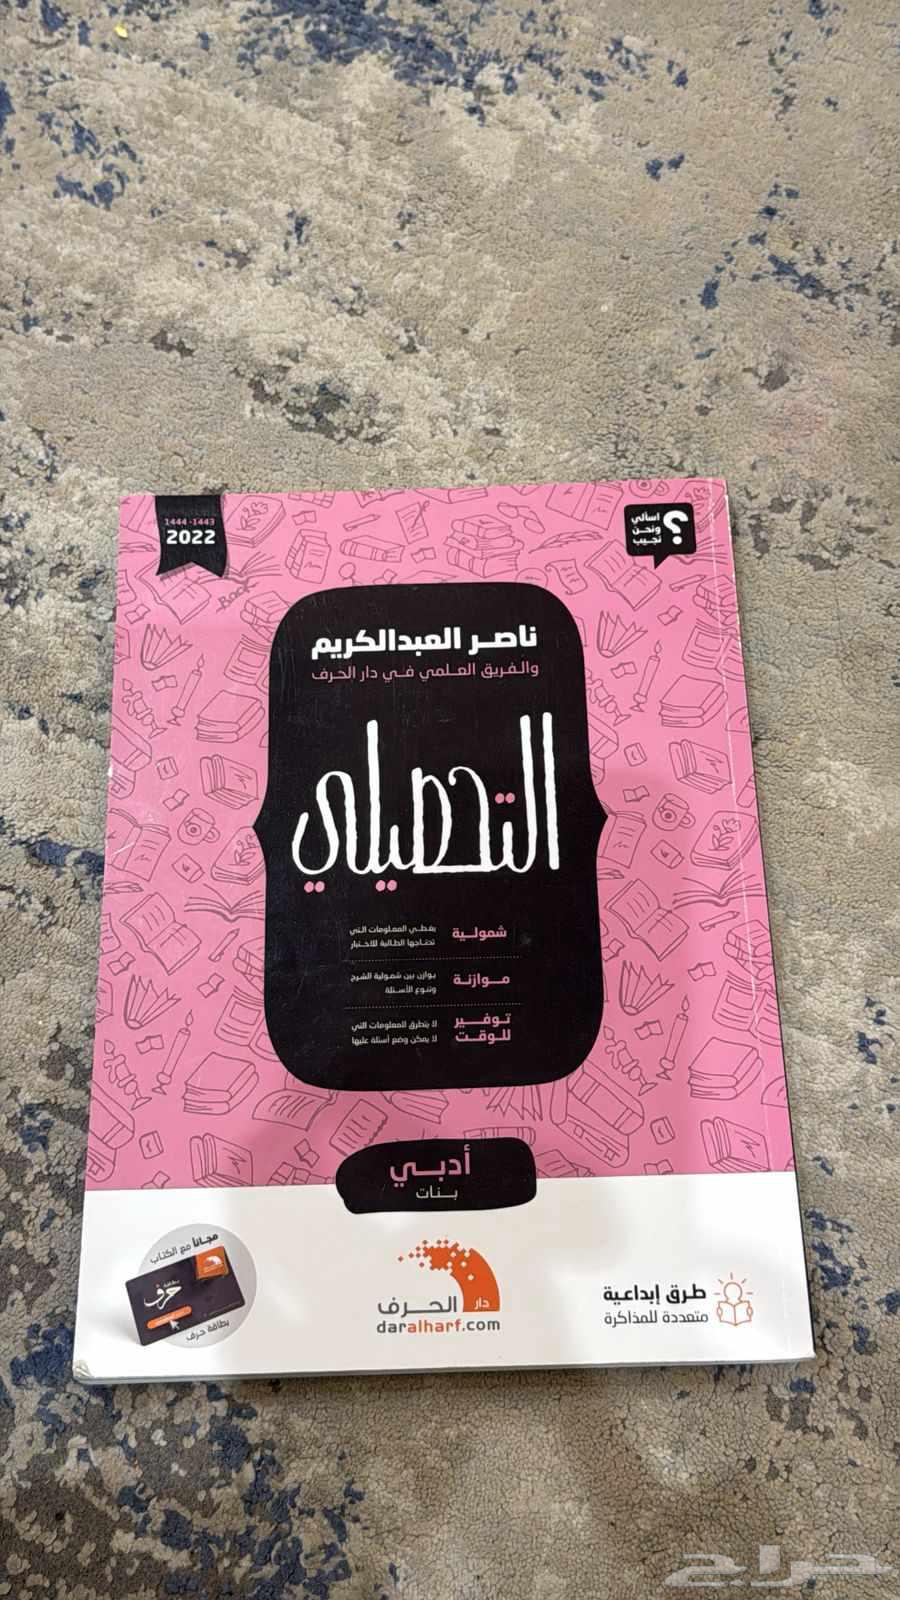 1443 - 1444
2022
اسألي
ونحن
نجيب
؟
ناصر العبدالكريم
والفريق العلمي في دار الحرف
التحصيلي
شمولية
يغطي المعلومات التي
تحتاجها الطالبة للاختبار
موازنة
يوازن بين شمولية الشرح
وتنوع الأسئلة
توفير
للوقت
لا يتطرق للمعلومات التي
لا يمكن وضع أسئلة عليها
أدبي
بنات
طرق إبداعية
متعددة للمذاكرة
دار الحرف
daralharf.com
مجاناً مع الكتاب
بطاقة
حرف
بطاقة حرف
حراج